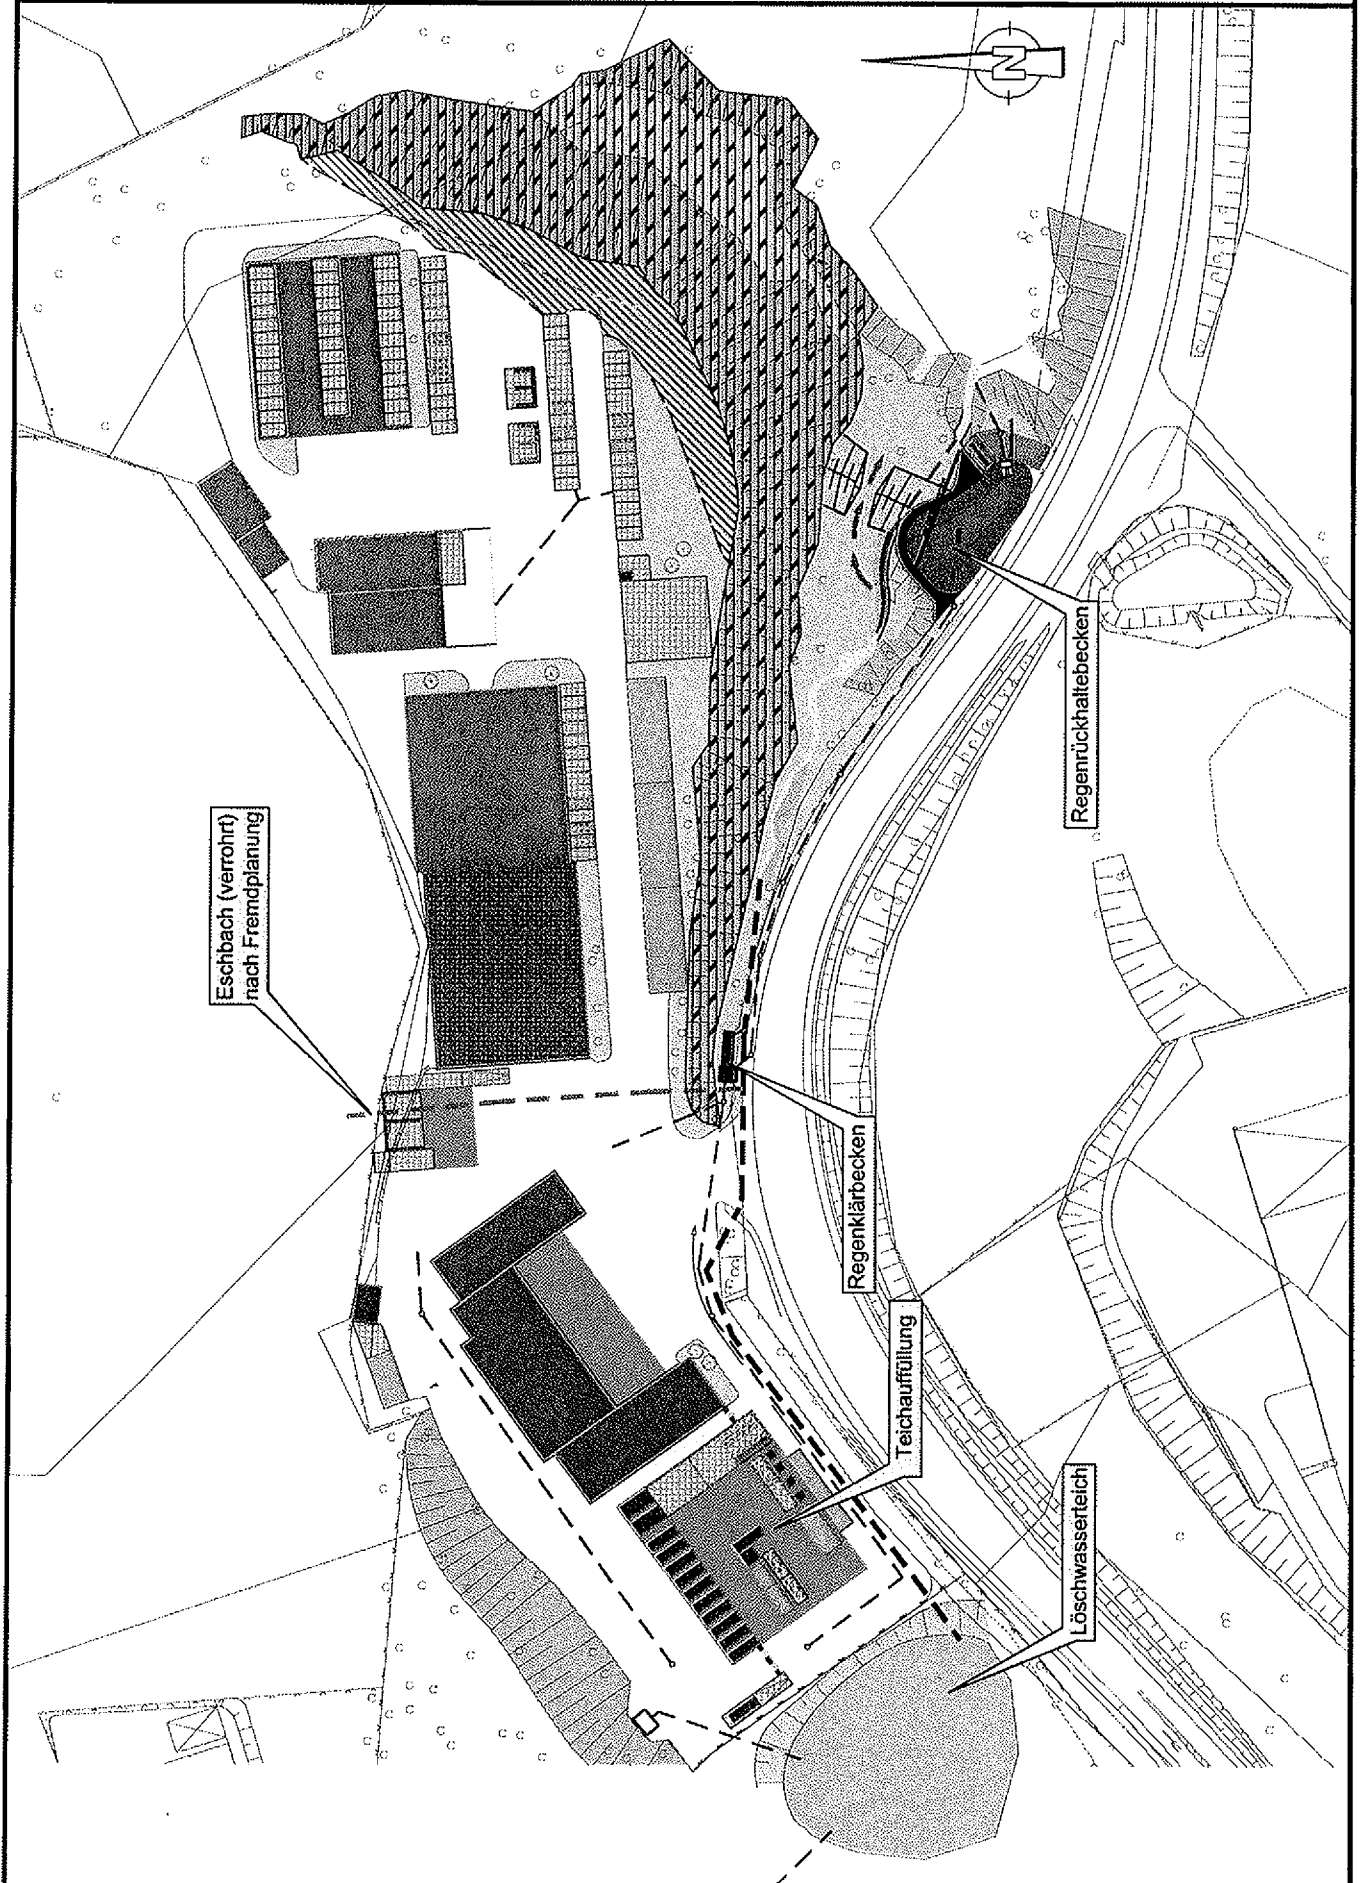 N
Eschbach (verrohrt)
nach Fremdplanung
Regenrückhaltebecken
Regenklärbecken
Teichauffüllung
Löschwasserteich